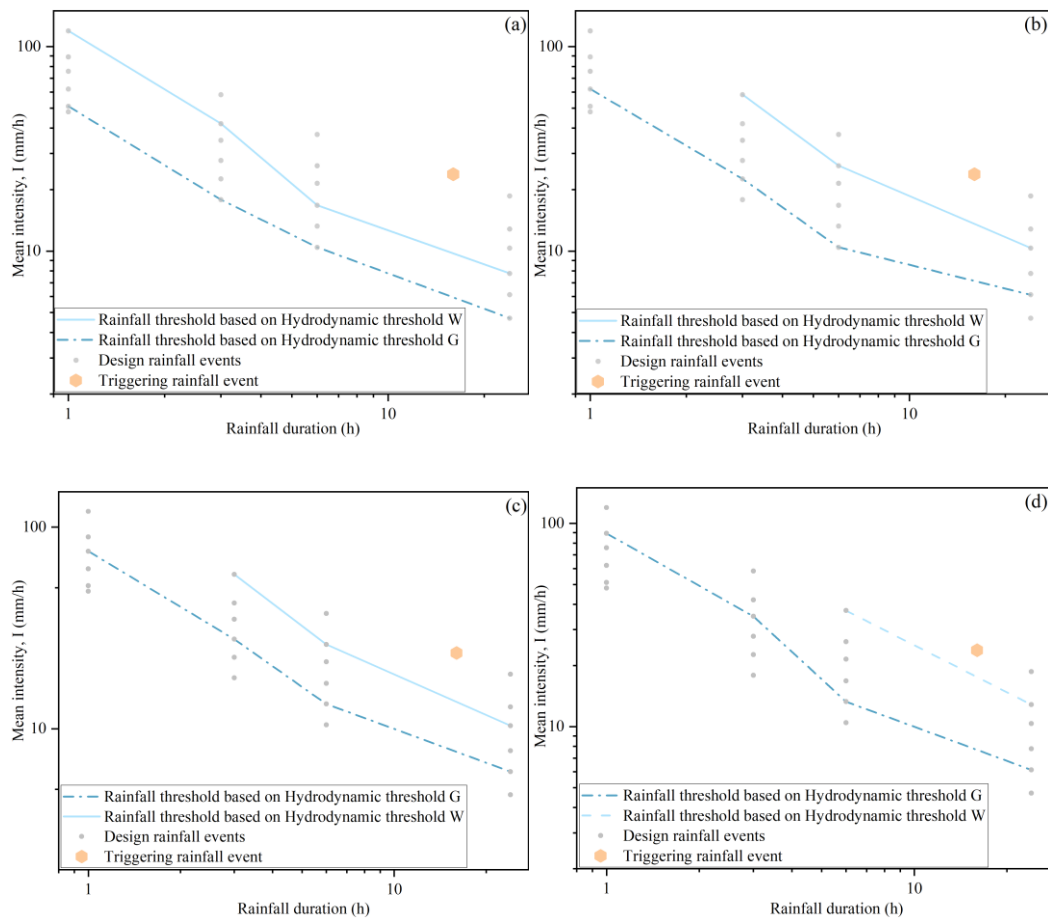 (a)
100
10
Mean intensity, I (mm/h)
Rainfall threshold based on Hydrodynamic threshold W
Rainfall threshold based on Hydrodynamic threshold G
Design rainfall events
Triggering rainfall event
1
10
Rainfall duration (h)
(b)
100
10
Mean intensity, I (mm/h)
Rainfall threshold based on Hydrodynamic threshold W
Rainfall threshold based on Hydrodynamic threshold G
Design rainfall events
Triggering rainfall event
1
10
Rainfall duration (h)
(c)
100
10
Mean intensity, I (mm/h)
Rainfall threshold based on Hydrodynamic threshold G
Rainfall threshold based on Hydrodynamic threshold W
Design rainfall events
Triggering rainfall event
1
10
Rainfall duration (h)
(d)
100
10
Mean intensity, I (mm/h)
Rainfall threshold based on Hydrodynamic threshold G
Rainfall threshold based on Hydrodynamic threshold W
Design rainfall events
Triggering rainfall event
1
10
Rainfall duration (h)